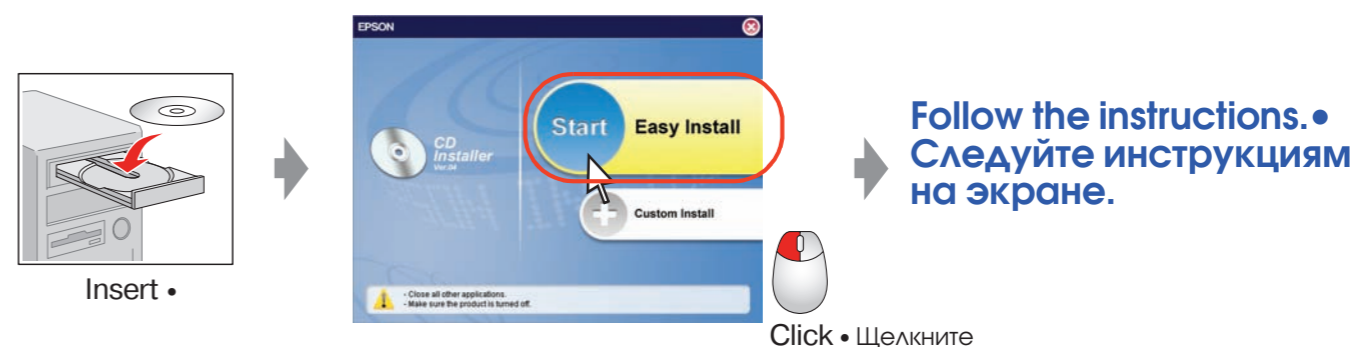 Insert •
EPSON
CD
Installer
Ver.04
Start
Easy Install
Custom Install
- Close all other applications.
- Make sure the product is turned off.
Click • Щелкните
Follow the instructions.•
Следуйте инструкциям
на экране.